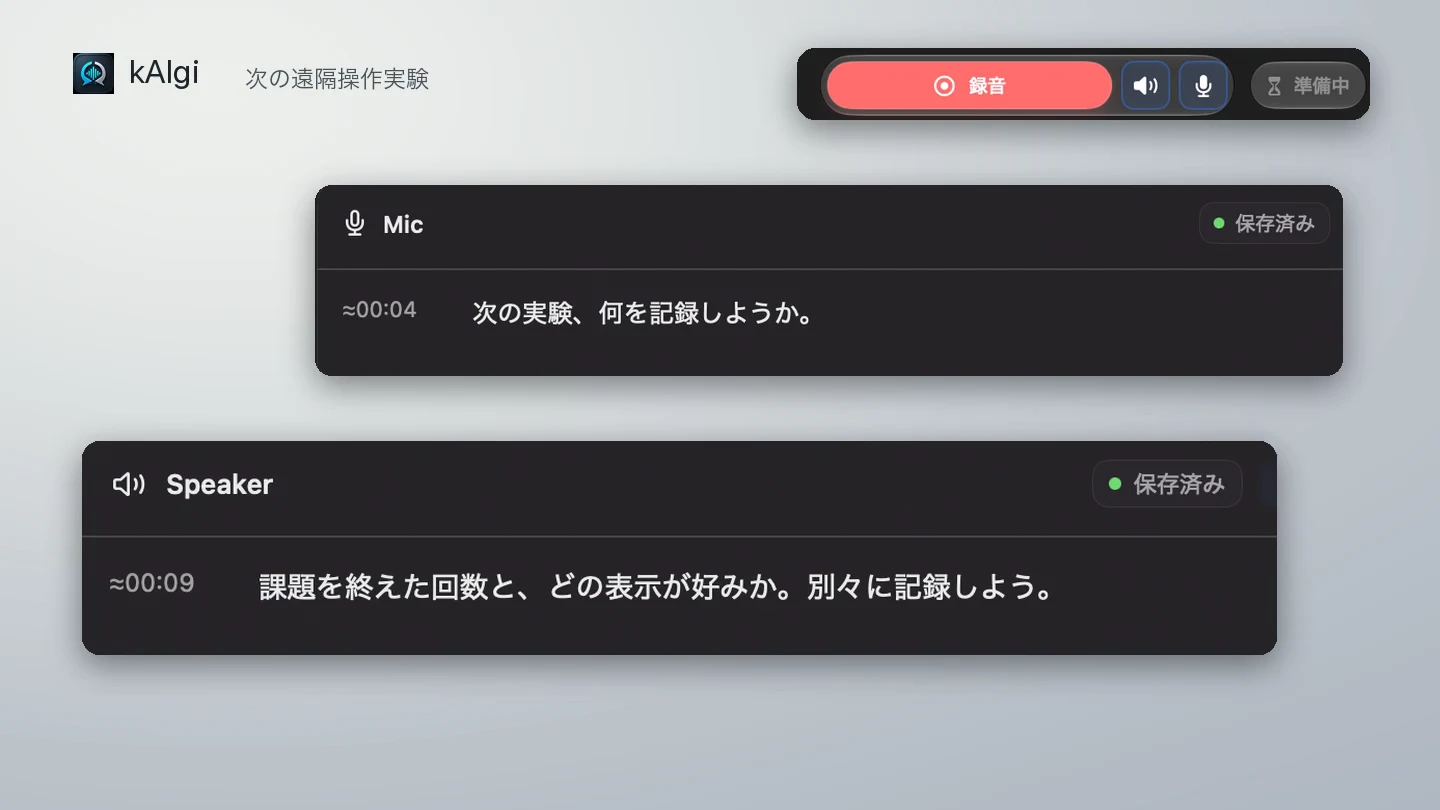 kAIgi
次の遠隔操作実験
録音
準備中
Mic
保存済み
≈00:04 次の実験、何を記録しようか。
Speaker
保存済み
≈00:09 課題を終えた回数と、どの表示が好みか。別々に記録しよう。